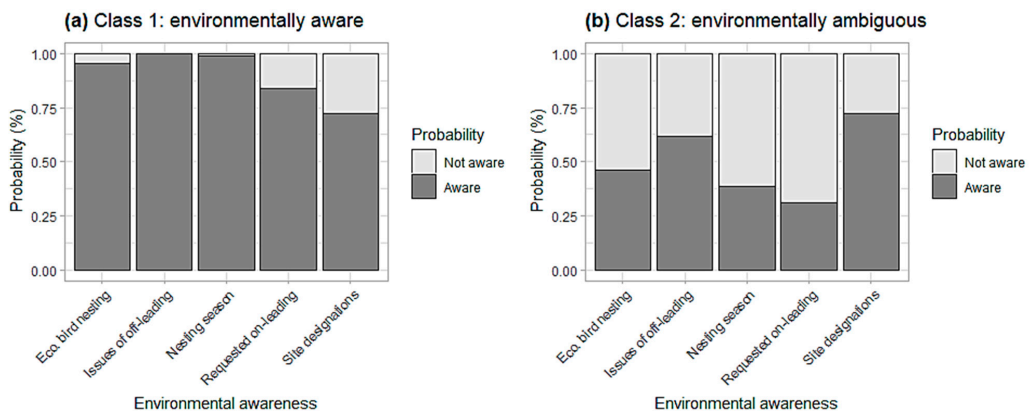 (a) Class 1: environmentally aware
1.00
0.75
0.50
0.25
0.00
Probability (%)
Eco. bird nesting
Issues of off-leading
Nesting season
Requested on-leading
Site designations
Environmental awareness
Probability
Not aware
Aware
(b) Class 2: environmentally ambiguous
1.00
0.75
0.50
0.25
0.00
Probability (%)
Eco. bird nesting
Issues of off-leading
Nesting season
Requested on-leading
Site designations
Environmental awareness
Probability
Not aware
Aware